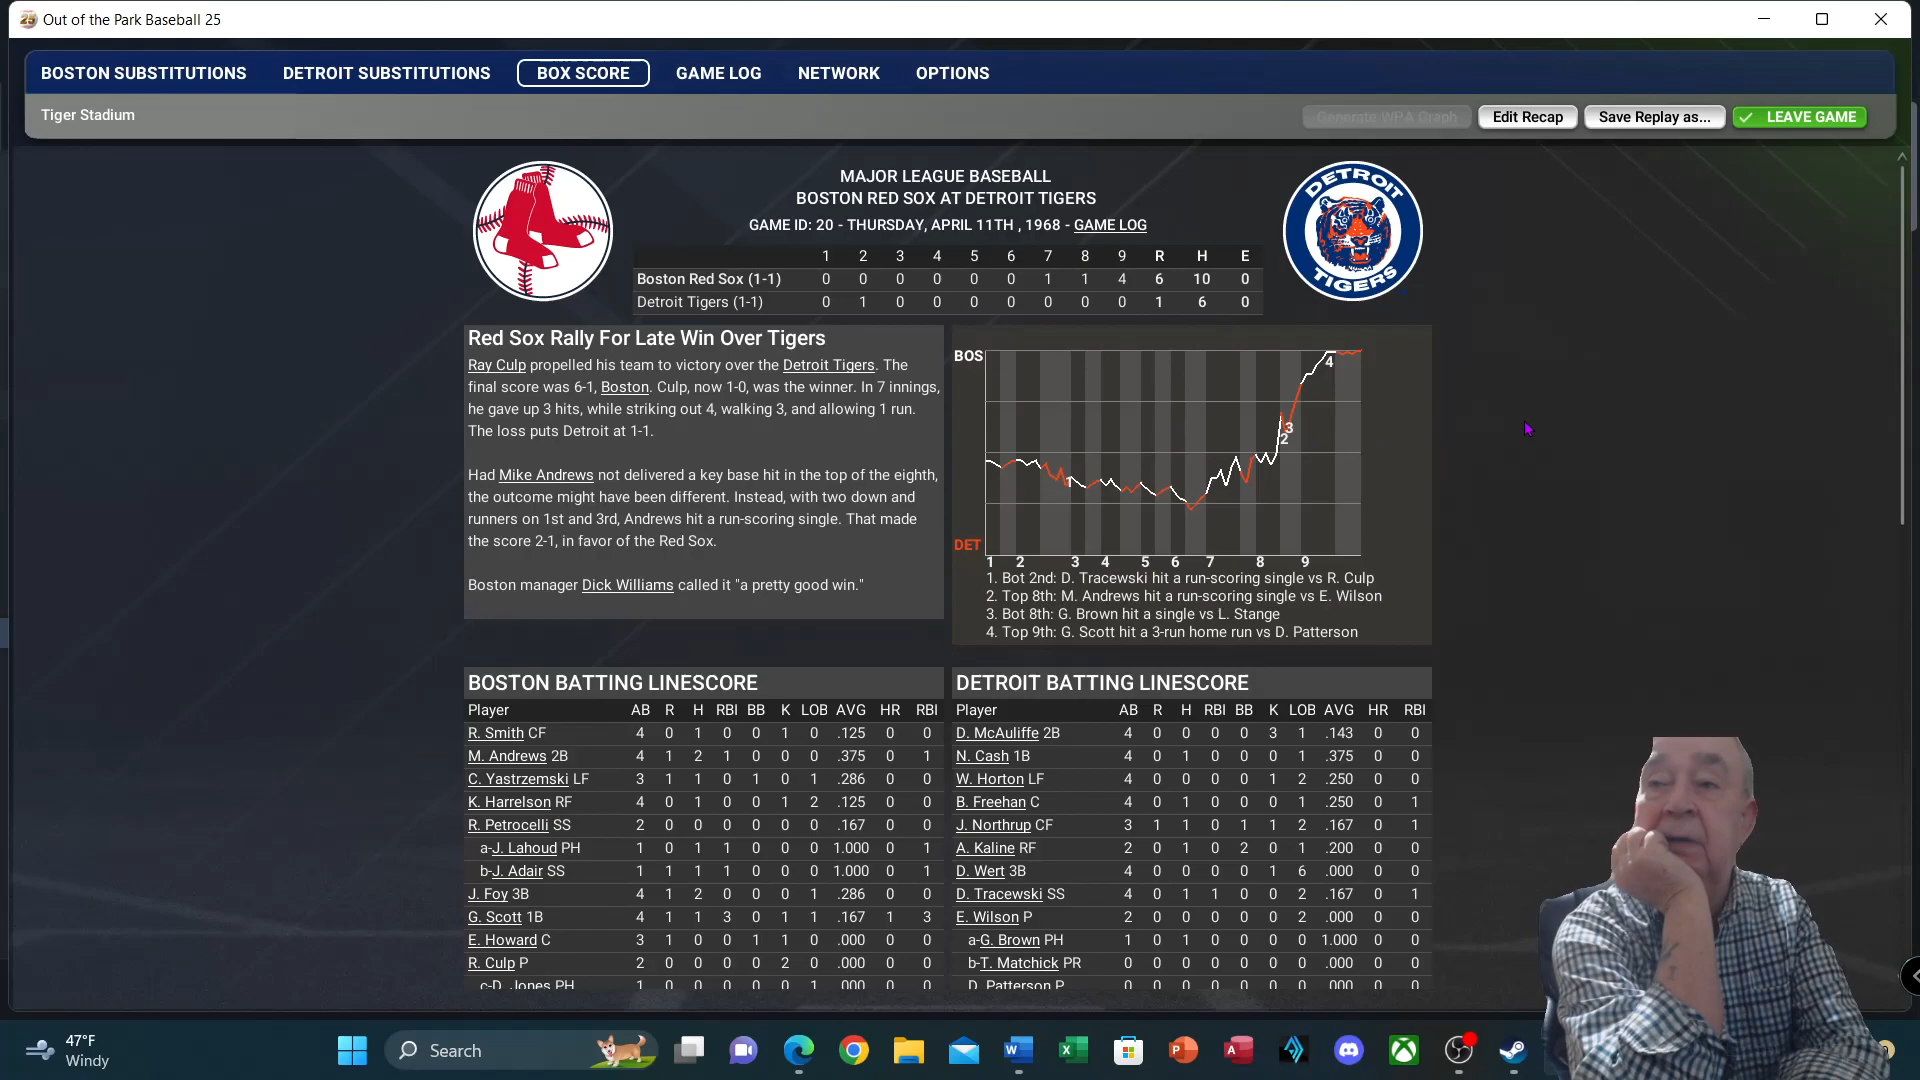 Out of the Park Baseball 25
BOSTON SUBSTITUTIONS DETROIT SUBSTITUTIONS BOX SCORE GAME LOG NETWORK OPTIONS
Tiger Stadium Generate WPA Graph Edit Recap Save Replay as... LEAVE GAME
MAJOR LEAGUE BASEBALL
BOSTON RED SOX AT DETROIT TIGERS
GAME ID: 20 - THURSDAY, APRIL 11TH , 1968 - GAME LOG
DETROIT TIGERS
1 2 3 4 5 6 7 8 9 R H E
Boston Red Sox (1-1) 0 0 0 0 0 0 1 1 4 6 10 0
Detroit Tigers (1-1) 0 1 0 0 0 0 0 0 0 1 6 0
Red Sox Rally For Late Win Over Tigers
Ray Culp propelled his team to victory over the Detroit Tigers. The
final score was 6-1, Boston. Culp, now 1-0, was the winner. In 7 innings,
he gave up 3 hits, while striking out 4, walking 3, and allowing 1 run.
The loss puts Detroit at 1-1.
Had Mike Andrews not delivered a key base hit in the top of the eighth,
the outcome might have been different. Instead, with two down and
runners on 1st and 3rd, Andrews hit a run-scoring single. That made
the score 2-1, in favor of the Red Sox.
Boston manager Dick Williams called it "a pretty good win."
BOS
4
3
2
1
DET
1 2 3 4 5 6 7 8 9
1. Bot 2nd: D. Tracewski hit a run-scoring single vs R. Culp
2. Top 8th: M. Andrews hit a run-scoring single vs E. Wilson
3. Bot 8th: G. Brown hit a single vs L. Stange
4. Top 9th: G. Scott hit a 3-run home run vs D. Patterson
BOSTON BATTING LINESCORE
Player AB R H RBI BB K LOB AVG HR RBI
R. Smith CF 4 0 1 0 0 1 0 .125 0 0
M. Andrews 2B 4 1 2 1 0 0 0 .375 0 1
C. Yastrzemski LF 3 1 1 0 1 0 1 .286 0 0
K. Harrelson RF 4 0 1 0 0 1 2 .125 0 0
R. Petrocelli SS 2 0 0 0 0 0 0 .167 0 0
a-J. Lahoud PH 1 0 1 1 0 0 0 1.000 0 1
b-J. Adair SS 1 1 1 1 0 0 0 1.000 0 1
J. Foy 3B 4 1 2 0 0 0 1 .286 0 0
G. Scott 1B 4 1 1 3 0 1 1 .167 1 3
E. Howard C 3 1 0 0 1 1 0 .000 0 0
R. Culp P 2 0 0 0 0 2 0 .000 0 0
c-D. Jones PH 1 0 0 0 0 0 1 .000 0 0
DETROIT BATTING LINESCORE
Player AB R H RBI BB K LOB AVG HR RBI
D. McAuliffe 2B 4 0 0 0 0 3 1 .143 0 0
N. Cash 1B 4 0 1 0 0 0 1 .375 0 0
W. Horton LF 4 0 0 0 0 1 2 .250 0 0
B. Freehan C 4 0 1 0 0 0 1 .250 0 1
J. Northrup CF 3 1 1 0 1 1 2 .167 0 1
A. Kaline RF 2 0 1 0 2 0 1 .200 0 0
D. Wert 3B 4 0 0 0 0 1 6 .000 0 0
D. Tracewski SS 4 0 1 1 0 0 2 .167 0 1
E. Wilson P 2 0 0 0 0 0 2 .000 0 0
a-G. Brown PH 1 0 1 0 0 0 0 1.000 0 0
b-T. Matchick PR 0 0 0 0 0 0 0 .000 0 0
D. Patterson P 0 0 0 0 0 0 0 .000 0 0
47°F
Windy
Search